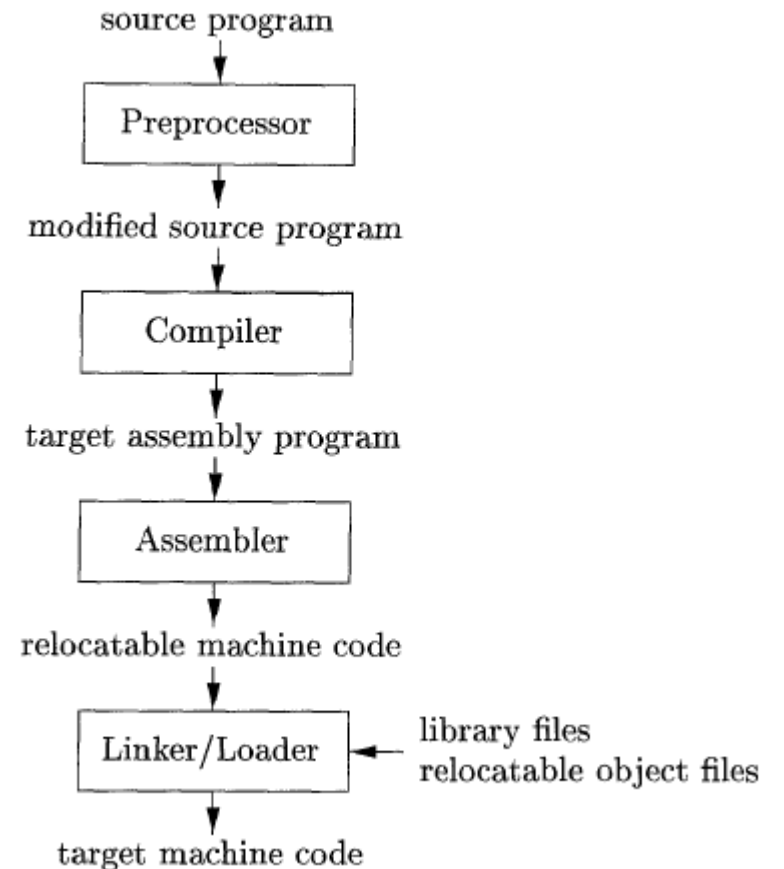 source program
Preprocessor
modified source program
Compiler
target assembly program
Assembler
relocatable machine code
Linker/Loader
library files
relocatable object files
target machine code